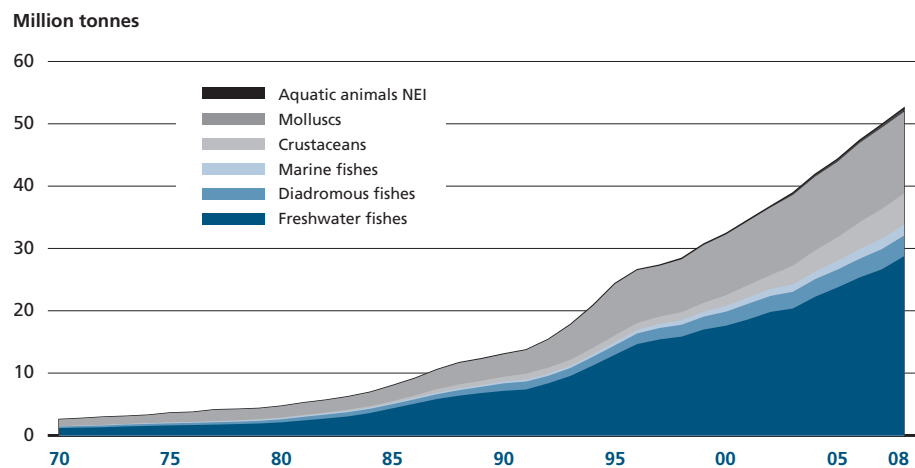 Million tonnes
60
50
40
30
20
10
0
Aquatic animals NEI
Molluscs
Crustaceans
Marine fishes
Diadromous fishes
Freshwater fishes
70 75 80 85 90 95 00 05 08